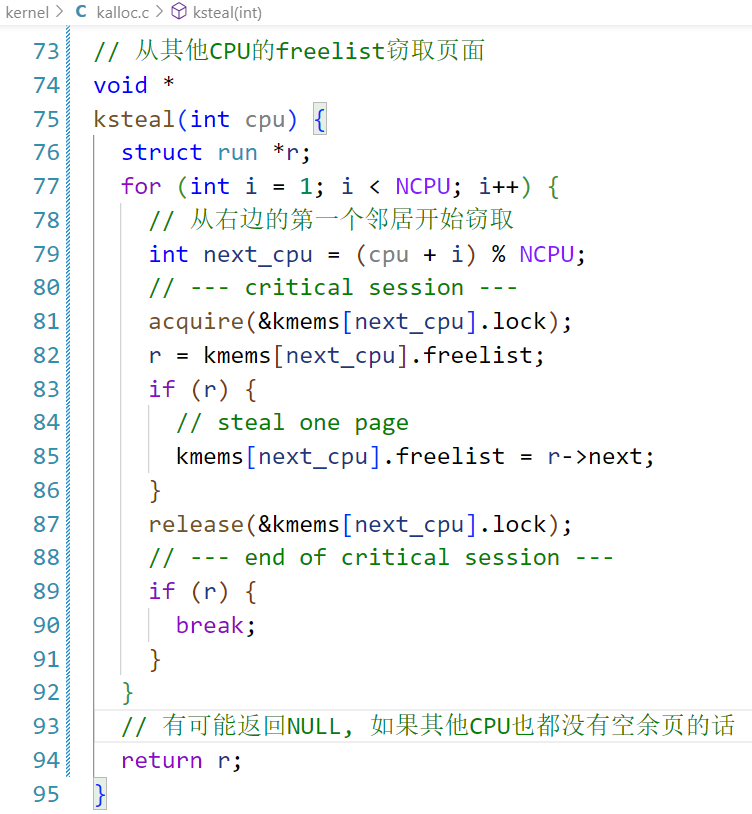 kernel > C kalloc.c > ksteal(int)
73 // 从其他CPU的freelist窃取页面
74 void *
75 ksteal(int cpu) {
76   struct run *r;
77   for (int i = 1; i < NCPU; i++) {
78     // 从右边的第一个邻居开始窃取
79     int next_cpu = (cpu + i) % NCPU;
80     // --- critical session ---
81     acquire(&kmems[next_cpu].lock);
82     r = kmems[next_cpu].freelist;
83     if (r) {
84       // steal one page
85       kmems[next_cpu].freelist = r->next;
86     }
87     release(&kmems[next_cpu].lock);
88     // --- end of critical session ---
89     if (r) {
90       break;
91     }
92   }
93   // 有可能返回NULL, 如果其他CPU也都没有空余页的话
94   return r;
95 }